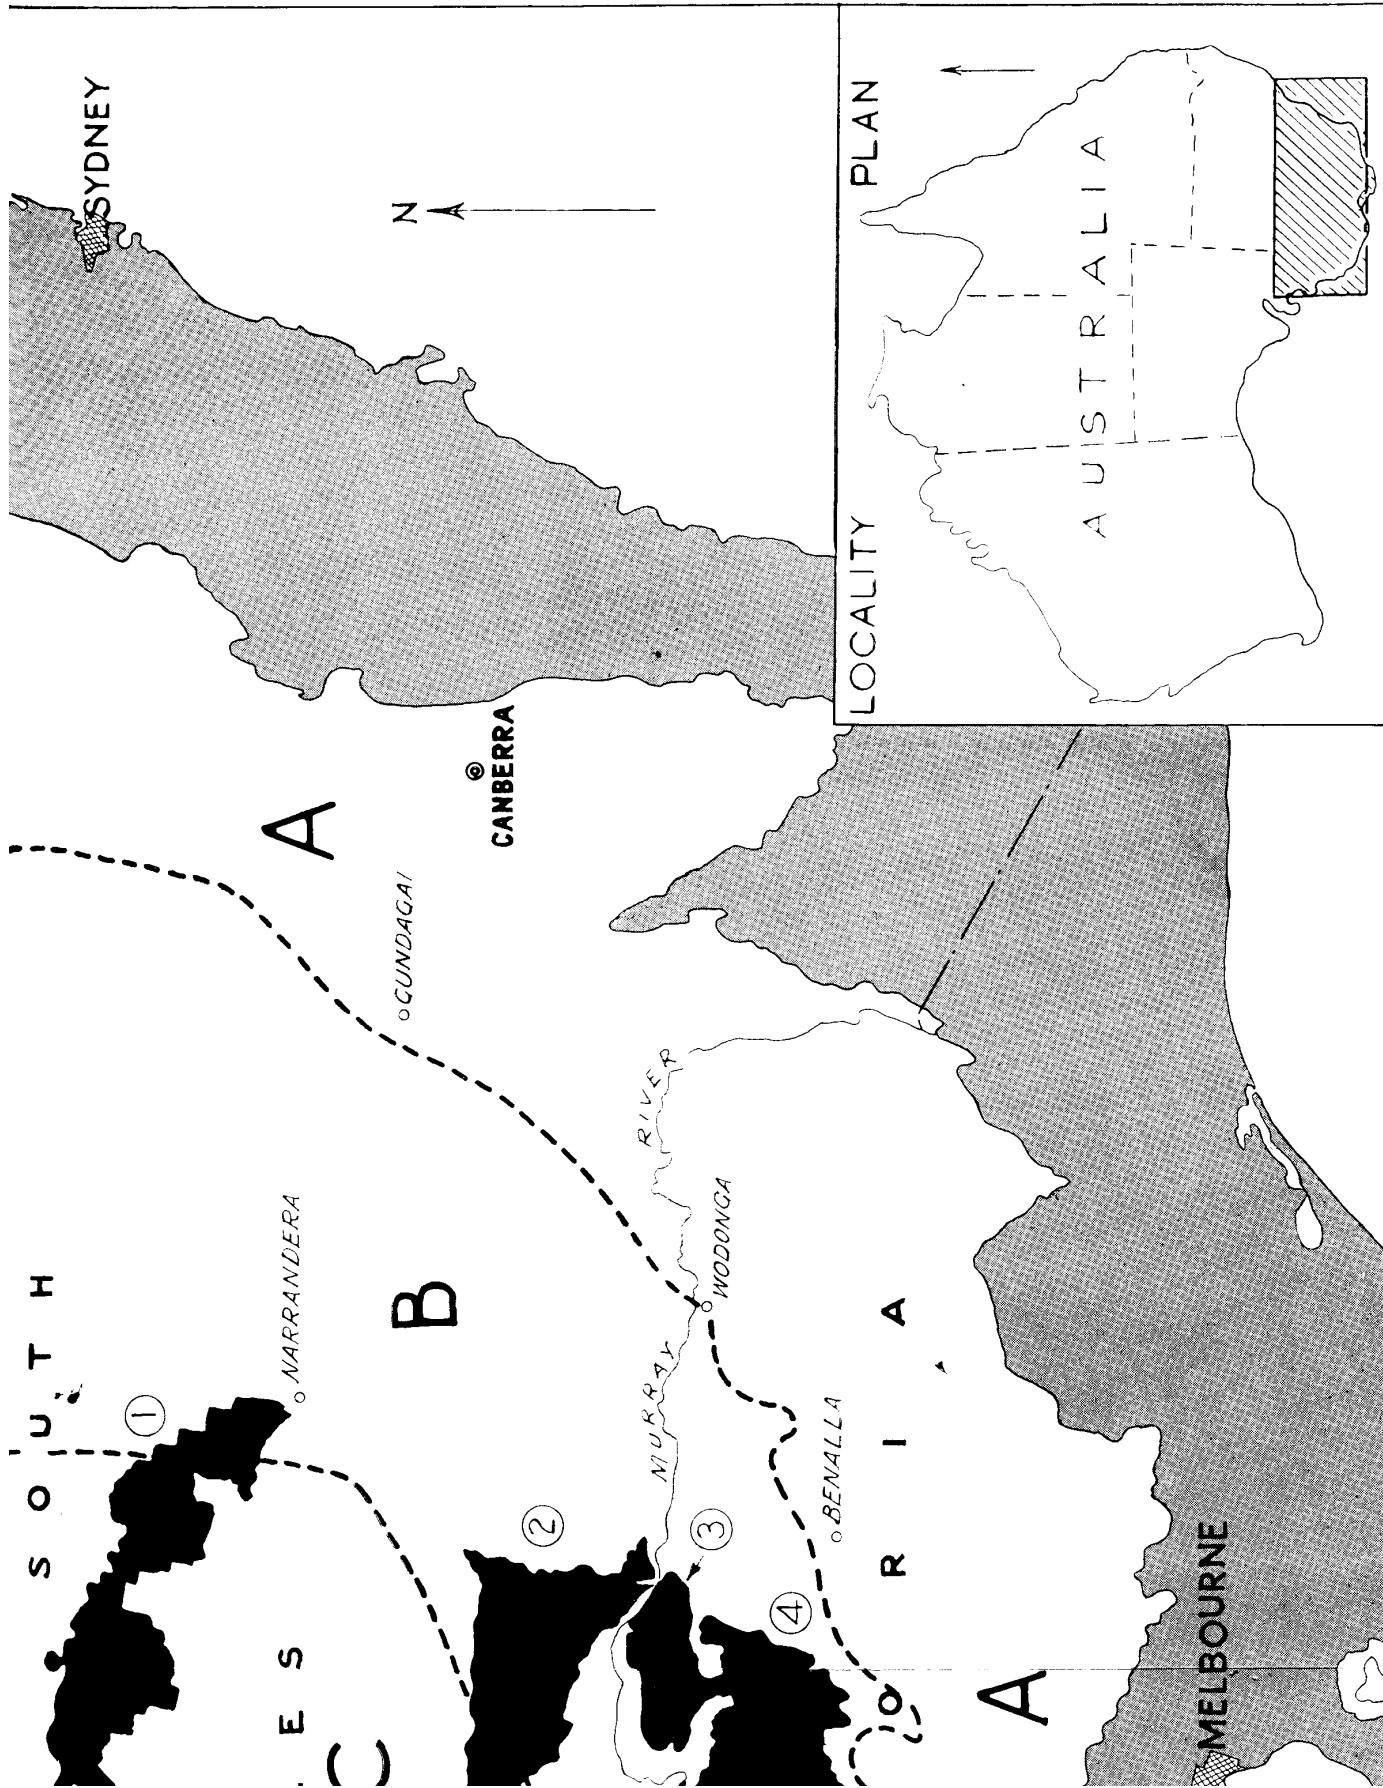 SYDNEY
N
LOCALITY PLAN
AUSTRALIA
CANBERRA
A
GUNDAGAI
MURRAY RIVER
WODONGA
NARRANDERA
B
SOUTH
1
2
3
4
BENALLA
ES
C
O R I A
A
MELBOURNE